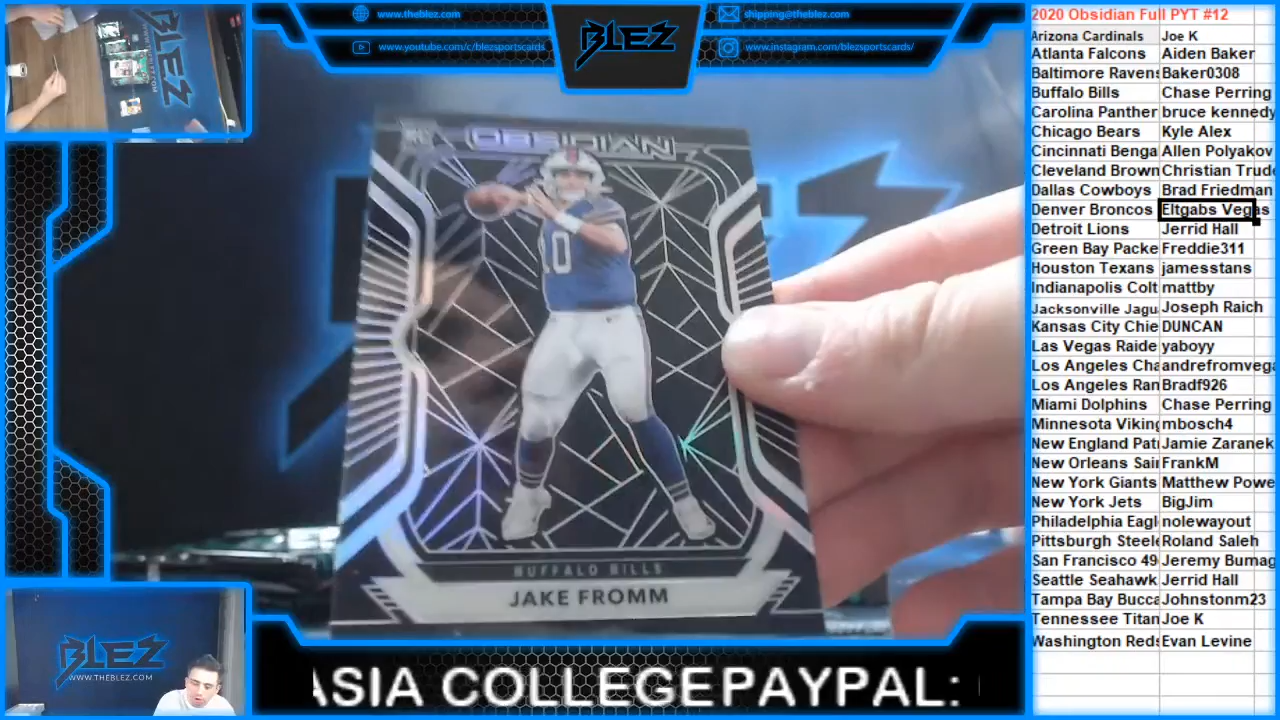 www.theblez.com
www.youtube.com/c/blezsportscards
BLEZ
shipping@theblez.com
www.instagram.com/blezsportscards/
OBSIDIAN
10
BUFFALO BILLS
JAKE FROMM
BLEZ
BLEZ
WWW.THEBLEZ.COM
ASIA COLLEGE PAYPAL:
2020 Obsidian Full PYT #12
Arizona Cardinals Joe K
Atlanta Falcons Aiden Baker
Baltimore Ravens Baker0308
Buffalo Bills Chase Perring
Carolina Panther bruce kennedy
Chicago Bears Kyle Alex
Cincinnati Benga Allen Polyakov
Cleveland Brown Christian Trude
Dallas Cowboys Brad Friedman
Denver Broncos Eltgabs Vegas
Detroit Lions Jerrid Hall
Green Bay Packe Freddie311
Houston Texans jamesstans
Indianapolis Colt mattby
Jacksonville Jagu Joseph Raich
Kansas City Chie DUNCAN
Las Vegas Raide yaboyy
Los Angeles Cha andrefromvega
Los Angeles Ran Bradf926
Miami Dolphins Chase Perring
Minnesota Viking mbosch4
New England Pat Jamie Zaranek
New Orleans Sai FrankM
New York Giants Matthew Powe
New York Jets BigJim
Philadelphia Eagl nolewayout
Pittsburgh Steele Roland Saleh
San Francisco 49 Jeremy Bumag
Seattle Seahawk Jerrid Hall
Tampa Bay Bucca Johnstonm23
Tennessee Titan Joe K
Washington Reds Evan Levine